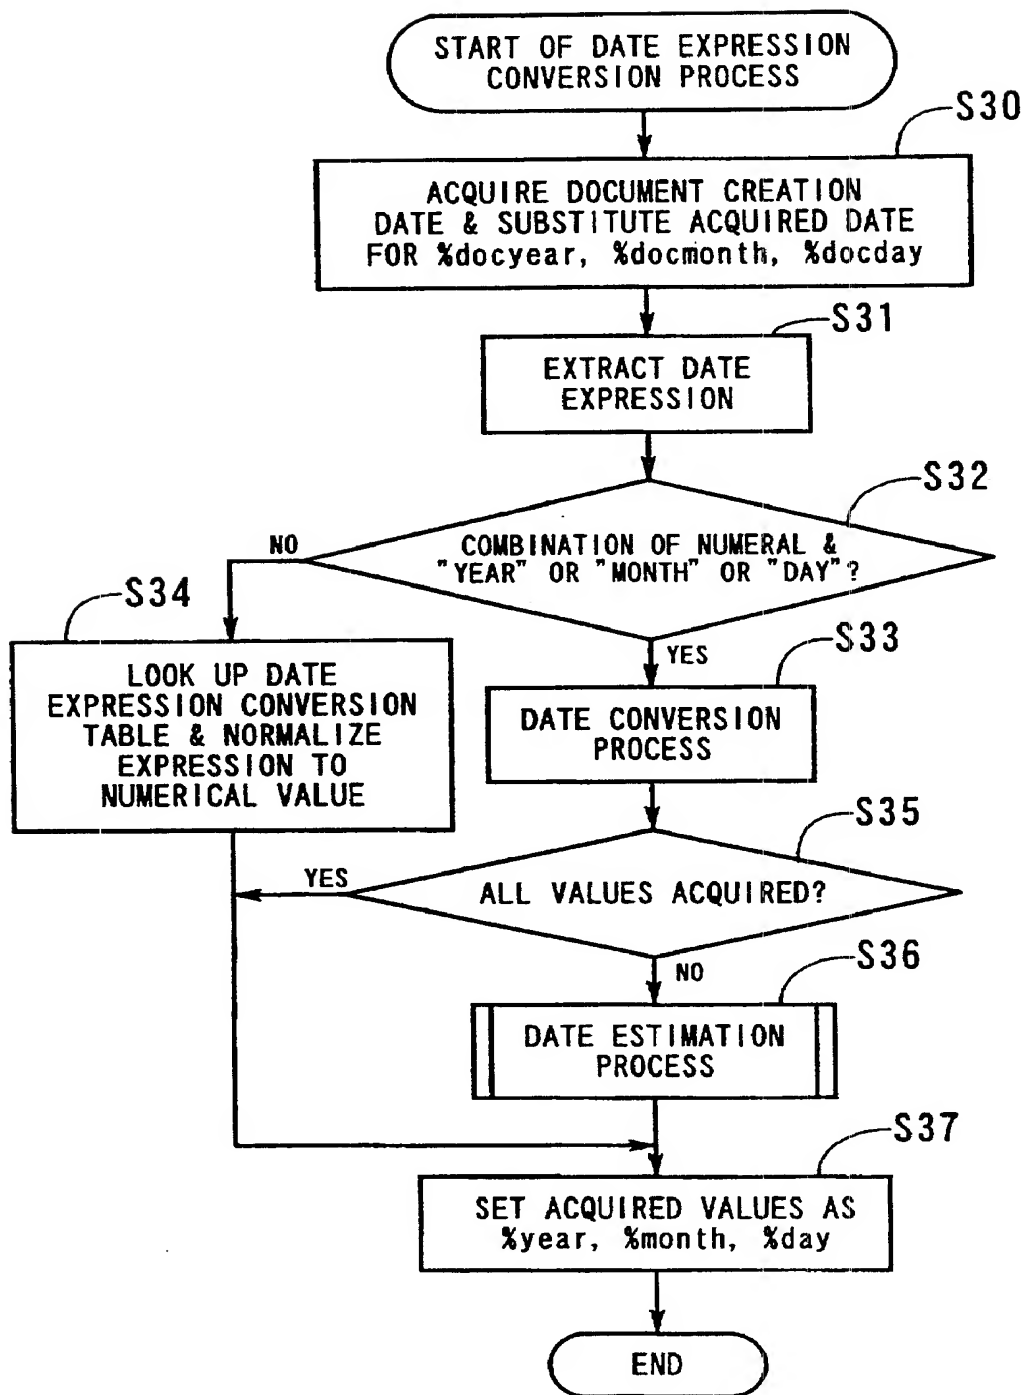 START OF DATE EXPRESSION
CONVERSION PROCESS
S30
ACQUIRE DOCUMENT CREATION
DATE & SUBSTITUTE ACQUIRED DATE
FOR %docyear, %docmonth, %docday
S31
EXTRACT DATE
EXPRESSION
S32
COMBINATION OF NUMERAL &
"YEAR" OR "MONTH" OR "DAY"?
NO
YES
S34
LOOK UP DATE
EXPRESSION CONVERSION
TABLE & NORMALIZE
EXPRESSION TO
NUMERICAL VALUE
S33
DATE CONVERSION
PROCESS
S35
ALL VALUES ACQUIRED?
YES
NO
S36
DATE ESTIMATION
PROCESS
S37
SET ACQUIRED VALUES AS
%year, %month, %day
END